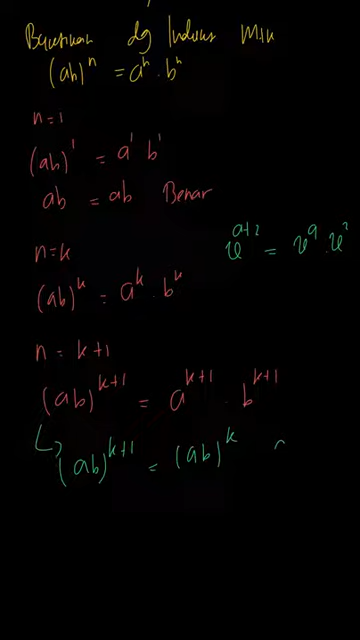 Buktikan dg Induksi Mtk
(ab)^n = a^n · b^n
n = 1
(ab)^1 = a^1 b^1
ab = ab Benar
v^{a+2} = v^a · v^2
n = k
(ab)^k = a^k · b^k
n = k+1
(ab)^{k+1} = a^{k+1} · b^{k+1}
(ab)^{k+1} = (ab)^k